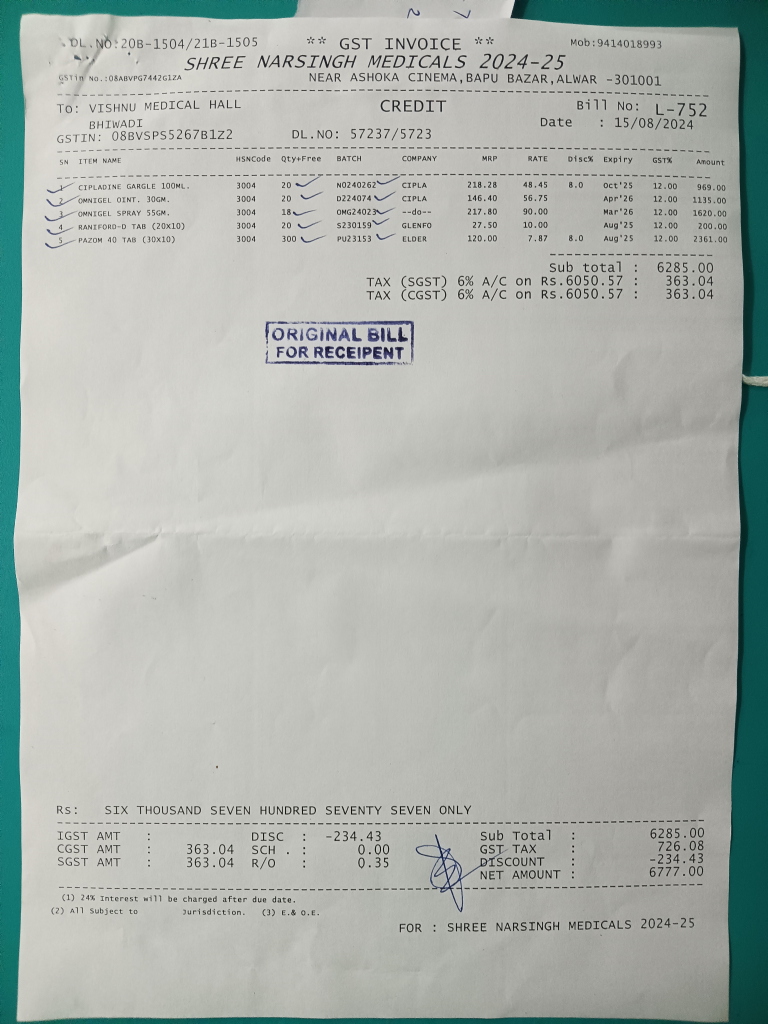 DL.NO:20B-1504/21B-1505 ** GST INVOICE ** Mob:9414018993
SHREE NARSINGH MEDICALS 2024-25
GSTin No.:08ABVPG7442G1ZA NEAR ASHOKA CINEMA,BAPU BAZAR,ALWAR -301001
To: VISHNU MEDICAL HALL CREDIT Bill No: L-752
BHIWADI Date : 15/08/2024
GSTIN: 08BVSPS5267B1Z2 DL.NO: 57237/5723
SN ITEM NAME HSNCode Qty+Free BATCH COMPANY MRP RATE Disc% Expiry GST% Amount
1 CIPLADINE GARGLE 100ML. 3004 20 NO240262 CIPLA 218.28 48.45 8.0 Oct'25 12.00 969.00
2 OMNIGEL OINT. 30GM. 3004 20 D224074 CIPLA 146.40 56.75 Apr'26 12.00 1135.00
3 OMNIGEL SPRAY 55GM. 3004 18 OMG24023 --do-- 217.80 90.00 Mar'26 12.00 1620.00
4 RANIFORD-D TAB (20X10) 3004 20 S230159 GLENFO 27.50 10.00 Aug'25 12.00 200.00
5 PAZOM 40 TAB (30X10) 3004 300 PU23153 ELDER 120.00 7.87 8.0 Aug'25 12.00 2361.00
Sub total : 6285.00
TAX (SGST) 6% A/C on Rs.6050.57 : 363.04
TAX (CGST) 6% A/C on Rs.6050.57 : 363.04
ORIGINAL BILL
FOR RECEIPENT
Rs: SIX THOUSAND SEVEN HUNDRED SEVENTY SEVEN ONLY
IGST AMT : DISC : -234.43 Sub Total : 6285.00
CGST AMT : 363.04 SCH . : 0.00 GST TAX : 726.08
SGST AMT : 363.04 R/O : 0.35 DISCOUNT : -234.43
NET AMOUNT : 6777.00
(1) 24% Interest will be charged after due date.
(2) All Subject to Jurisdiction. (3) E.& O.E.
FOR : SHREE NARSINGH MEDICALS 2024-25